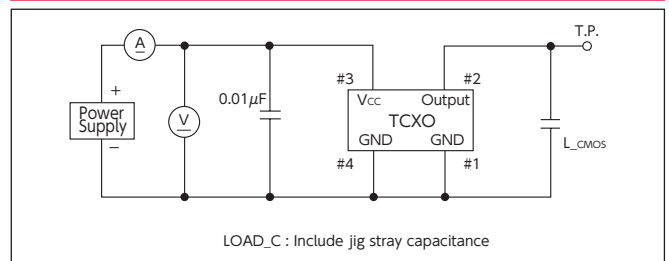 T.P.
A
#3
#2
+
0.01μF
Vcc
Output
Power
Supply
V
TCXO
L_CMOS
GND
GND
−
#4
#1
LOAD_C : Include jig stray capacitance